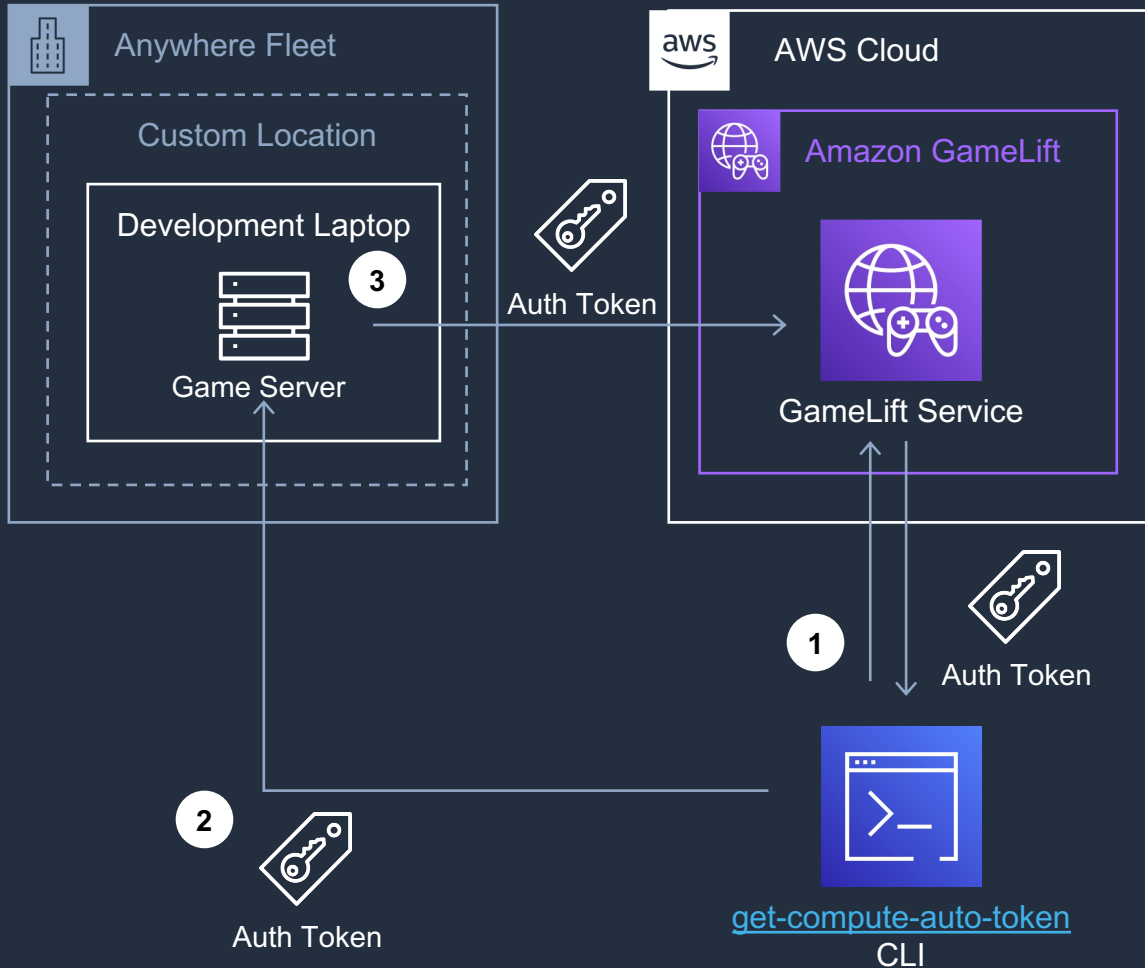 Anywhere Fleet
Custom Location
Development Laptop
3
Game Server
Auth Token
aws
AWS Cloud
Amazon GameLift
GameLift Service
1
Auth Token
2
Auth Token
get-compute-auto-token
CLI